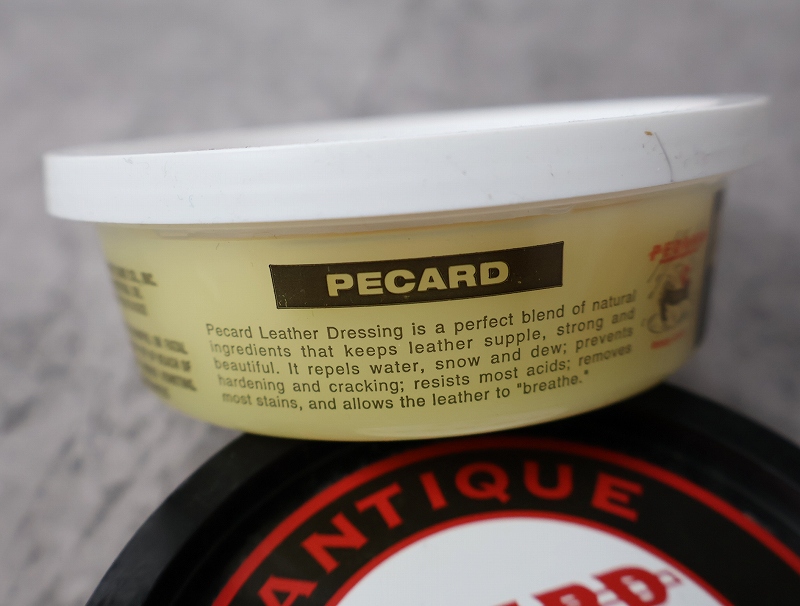 PECARD
Pecard Leather Dressing is a perfect blend of natural
ingredients that keeps leather supple, strong and
beautiful. It repels water, snow and dew; prevents
hardening and cracking; resists most acids; removes
most stains, and allows the leather to "breathe."
ANTIQUE